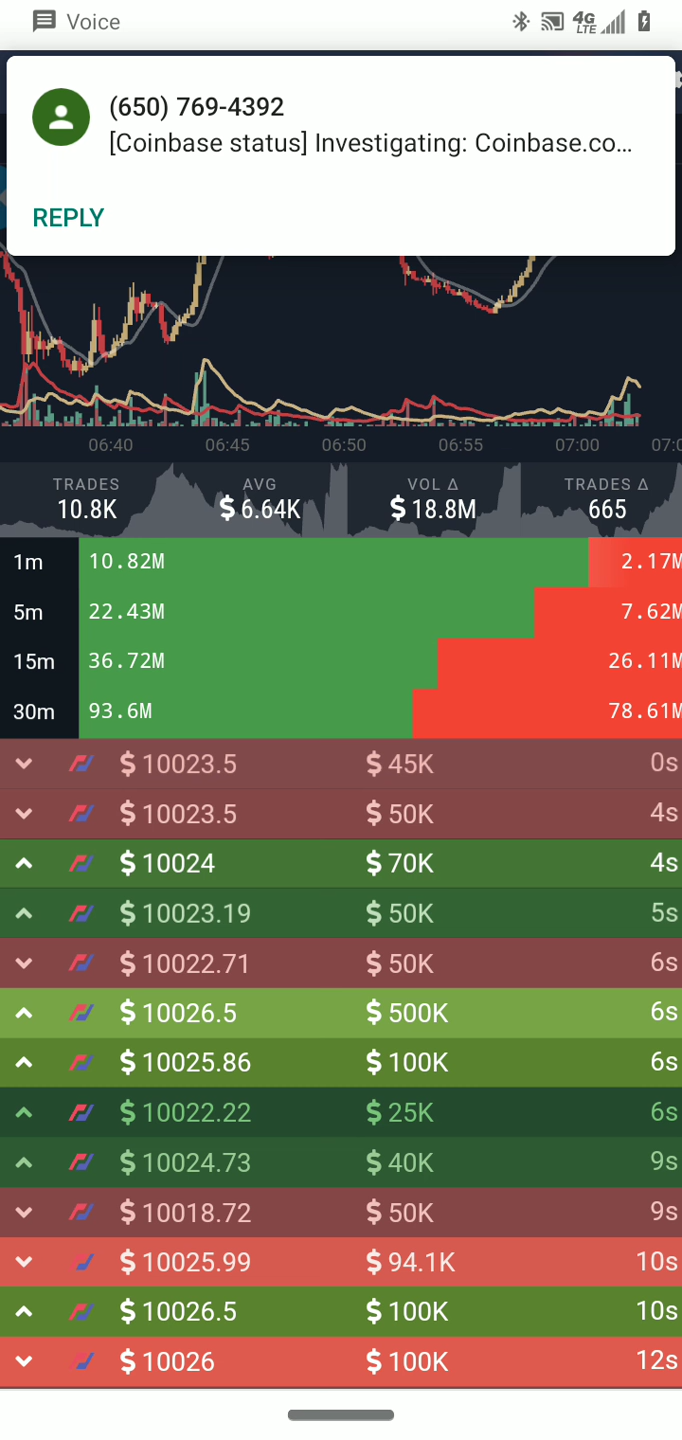 Voice
4G
LTE
(650) 769-4392
[Coinbase status] Investigating: Coinbase.co...
REPLY
06:40 06:45 06:50 06:55 07:00 07:0
TRADES AVG VOL Δ TRADES Δ
10.8K $ 6.64K $ 18.8M 665
1m 10.82M 2.17M
5m 22.43M 7.62M
15m 36.72M 26.11M
30m 93.6M 78.61M
$ 10023.5 $ 45K 0s
$ 10023.5 $ 50K 4s
$ 10024 $ 70K 4s
$ 10023.19 $ 50K 5s
$ 10022.71 $ 50K 6s
$ 10026.5 $ 500K 6s
$ 10025.86 $ 100K 6s
$ 10022.22 $ 25K 6s
$ 10024.73 $ 40K 9s
$ 10018.72 $ 50K 9s
$ 10025.99 $ 94.1K 10s
$ 10026.5 $ 100K 10s
$ 10026 $ 100K 12s